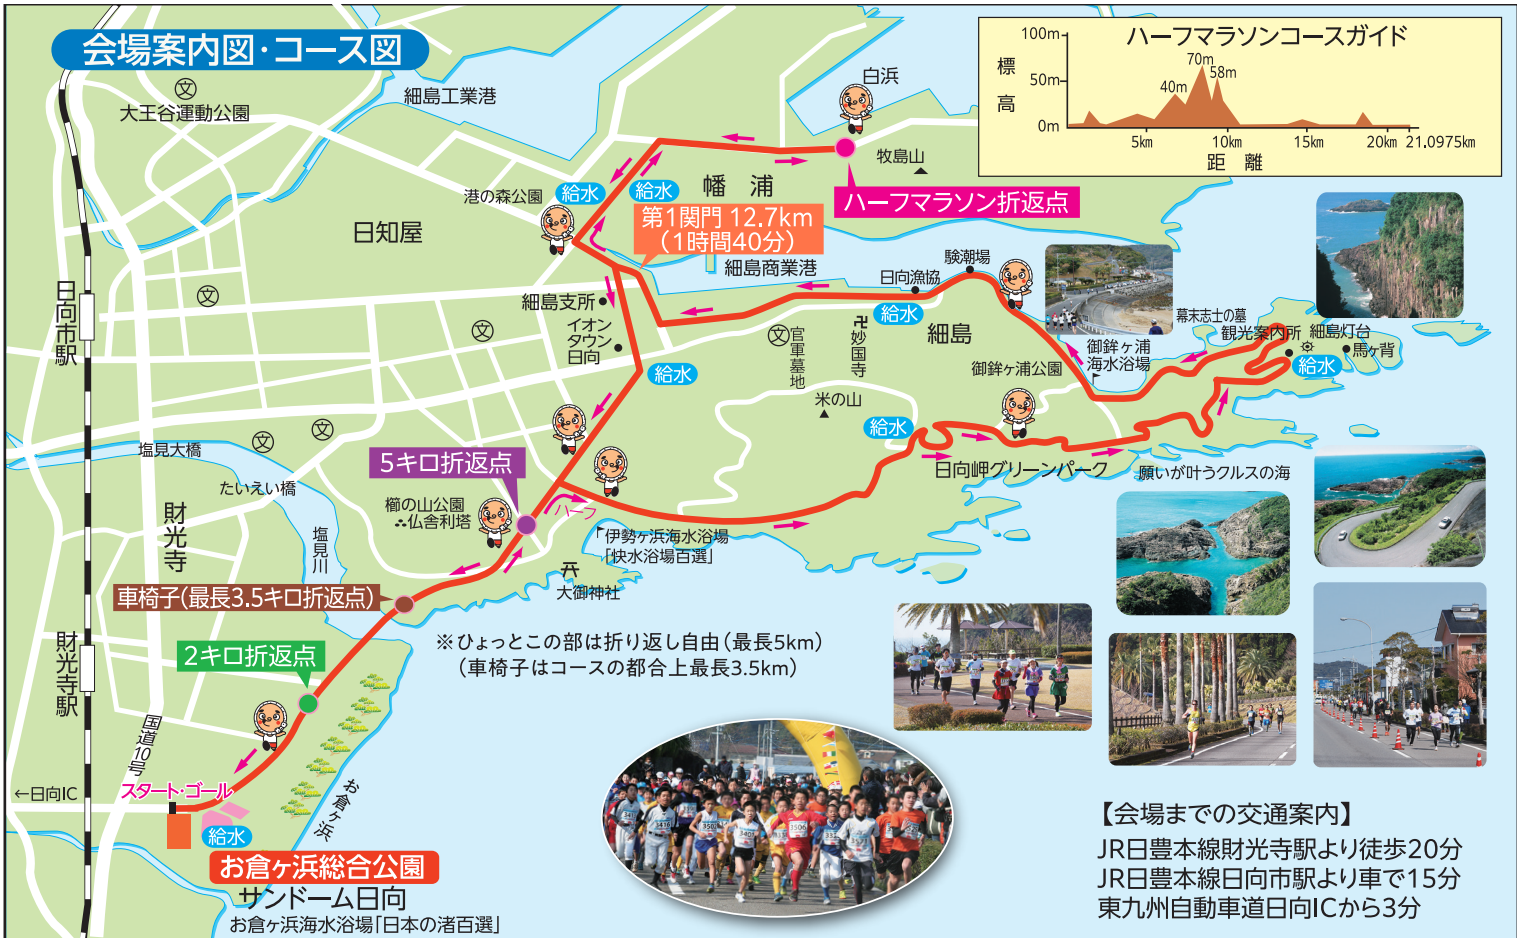 会場案内図・コース図
ハーフマラソンコースガイド
標高
100m
50m
0m
40m
70m
58m
5km
10km
15km
20km
21.0975km
距離
文
大王谷運動公園
細島工業港
白浜
牧島山
港の森公園
給水
給水
幡浦
ハーフマラソン折返点
日知屋
第1関門 12.7km
(1時間40分)
細島商業港
験潮場
日向漁協
給水
細島
日向市駅
文
文
細島支所
イオン
タウン
日向
給水
文
官軍墓地
卍妙国寺
米の山
御鉾ヶ浦
海水浴場
御鉾ヶ浦公園
幕末志士の墓
観光案内所
細島灯台
馬ヶ背
給水
給水
日向岬グリーンパーク
願いが叶うクルスの海
塩見大橋
文
文
たいえい橋
5キロ折返点
櫛の山公園
仏舎利塔
ハーフ
伊勢ヶ浜海水浴場
「快水浴場百選」
財光寺
塩見川
大御神社
車椅子(最長3.5キロ折返点)
※ひょっとこの部は折り返し自由(最長5km)
(車椅子はコースの都合上最長3.5km)
2キロ折返点
財光寺駅
国道10号
←日向IC
スタート・ゴール
給水
お倉ヶ浜
お倉ヶ浜総合公園
サンドーム日向
お倉ヶ浜海水浴場「日本の渚百選」
【会場までの交通案内】
JR日豊本線財光寺駅より徒歩20分
JR日豊本線日向市駅より車で15分
東九州自動車道日向ICから3分